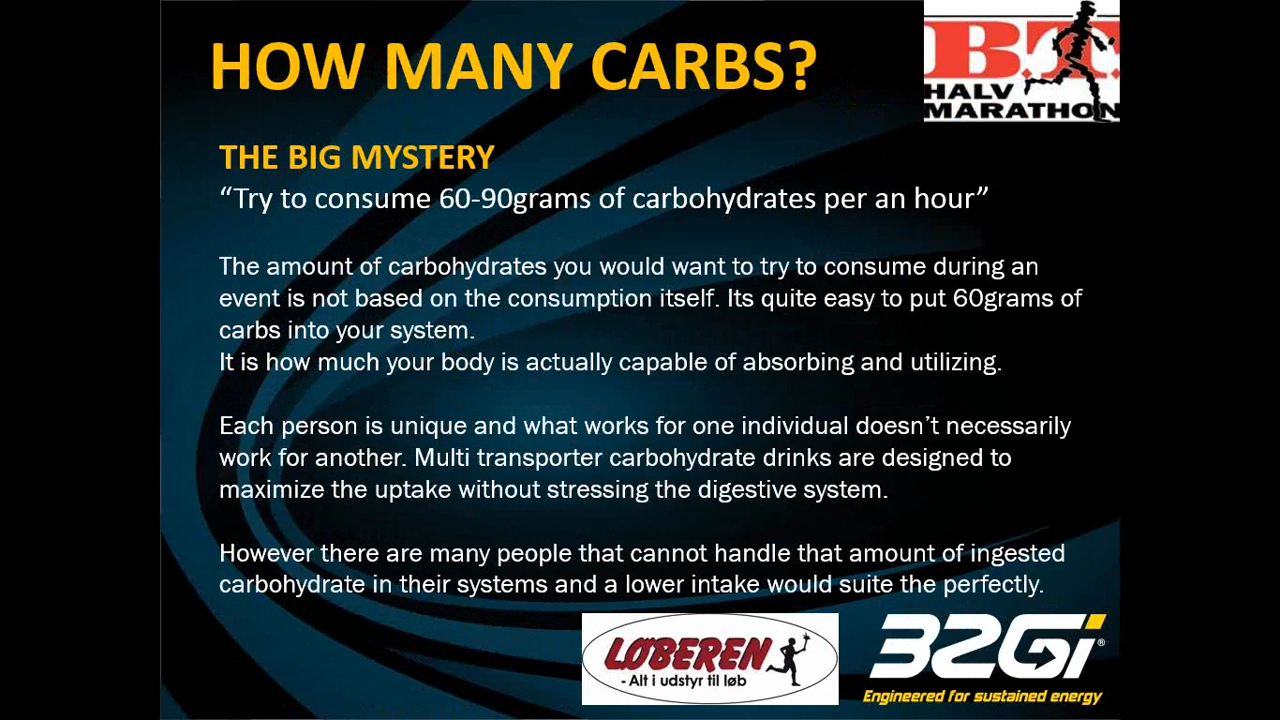 HOW MANY CARBS?
B.T.
HALV
MARATHON
THE BIG MYSTERY
“Try to consume 60-90grams of carbohydrates per an hour”
The amount of carbohydrates you would want to try to consume during an
event is not based on the consumption itself. Its quite easy to put 60grams of
carbs into your system.
It is how much your body is actually capable of absorbing and utilizing.
Each person is unique and what works for one individual doesn’t necessarily
work for another. Multi transporter carbohydrate drinks are designed to
maximize the uptake without stressing the digestive system.
However there are many people that cannot handle that amount of ingested
carbohydrate in their systems and a lower intake would suite the perfectly.
LØBEREN
- Alt i udstyr til løb
32Gi®
Engineered for sustained energy